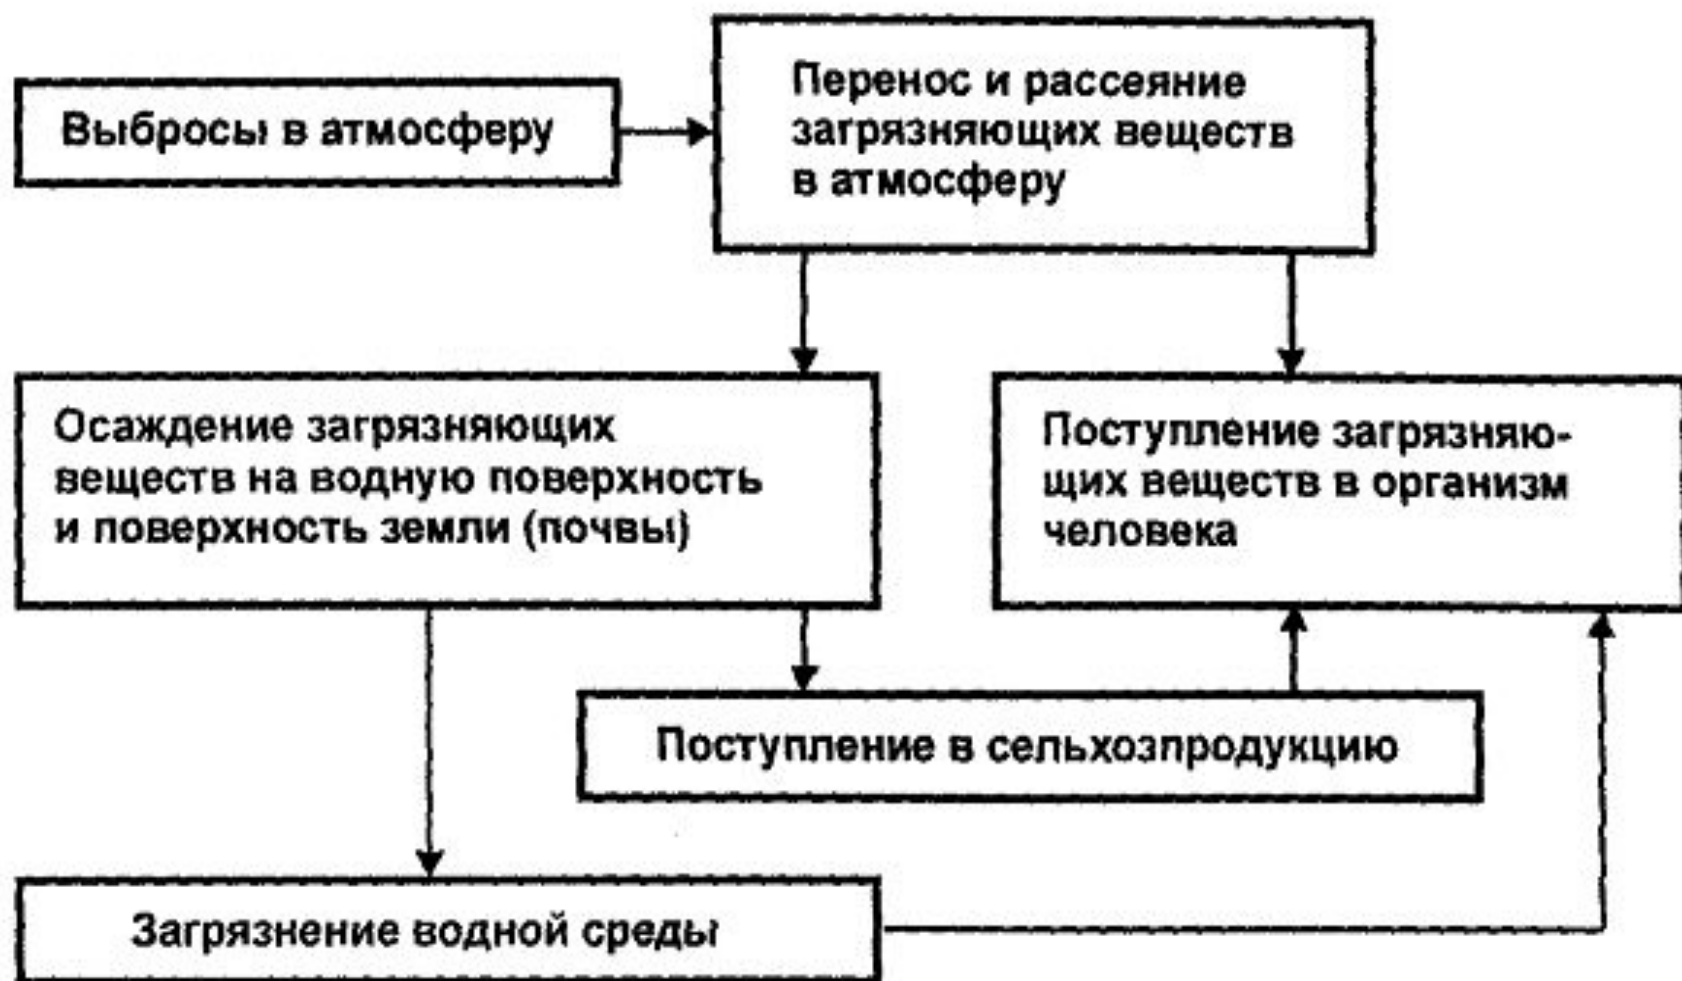 Выбросы в атмосферу
Перенос и рассеяние
загрязняющих веществ
в атмосферу
Осаждение загрязняющих
веществ на водную поверхность
и поверхность земли (почвы)
Поступление загрязняю-
щих веществ в организм
человека
Поступление в сельхозпродукцию
Загрязнение водной среды